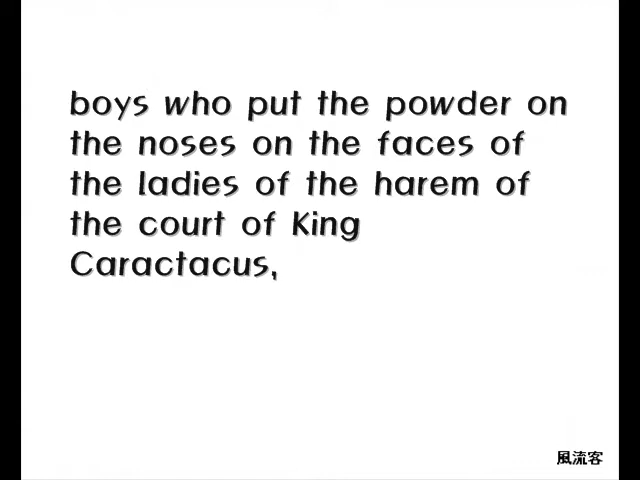 boys who put the powder on
the noses on the faces of
the ladies of the harem of
the court of King
Caractacus,
風流客